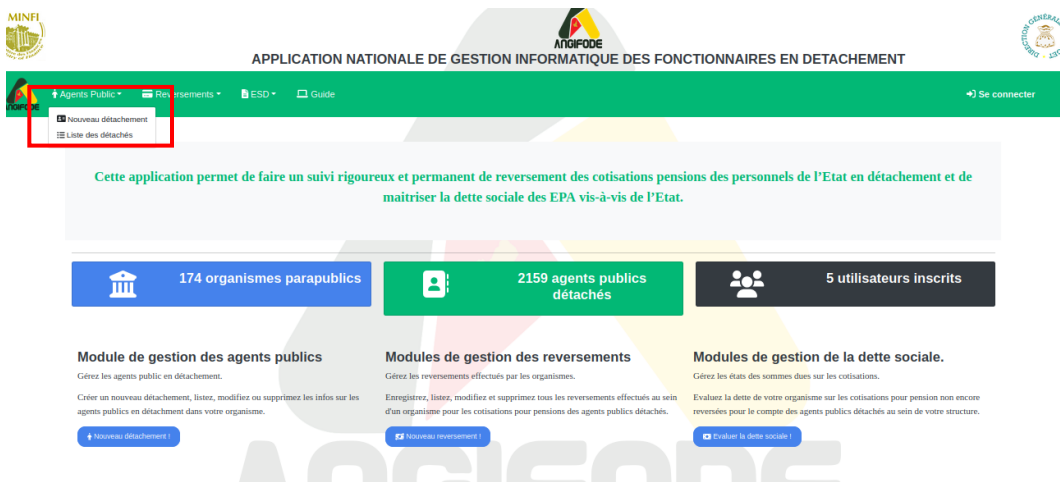 MINFI
DIRECTION GÉNÉRALE
ANGIFODE
APPLICATION NATIONALE DE GESTION INFORMATIQUE DES FONCTIONNAIRES EN DETACHEMENT
ANGIFODE
Agents Public
Reversements
ESD
Guide
Se connecter
Nouveau détachement
Liste des détachés
Cette application permet de faire un suivi rigoureux et permanent de reversement des cotisations pensions des personnels de l'Etat en détachement et de
maitriser la dette sociale des EPA vis-à-vis de l'Etat.
174 organismes parapublics
2159 agents publics
détachés
5 utilisateurs inscrits
Module de gestion des agents publics
Gérez les agents public en détachement.
Créer un nouveau détachement, listez, modifiez ou supprimez les infos sur les
agents publics en détachment dans votre organisme.
Nouveau détachement !
Modules de gestion des reversements
Gérez les reversements effectués par les organismes.
Enregistrez, listez, modifiez et supprimez tous les reversements effectués au sein
d'un organisme pour les cotisations pour pensions des agents publics détachés.
Nouveau reversement !
Modules de gestion de la dette sociale.
Gérez les états des sommes dues sur les cotisations.
Evaluez la dette de votre organisme sur les cotisations pour pension non encore
reversées pour le compte des agents publics détachés au sein de votre structure.
Evaluer la dette sociale !
ANGIFODE